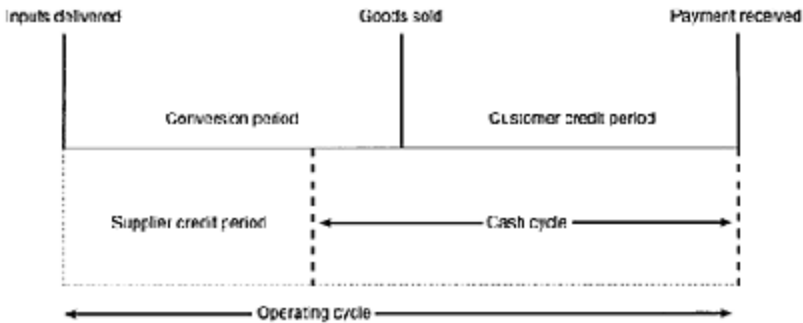 Inputs delivered
Goods sold
Payment received
Conversion period
Customer credit period
Supplier credit period
Cash cycle
Operating cycle